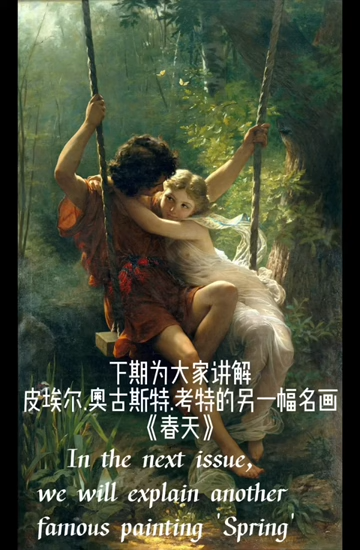 下期为大家讲解
皮埃尔.奥古斯特.考特的另一幅名画
《春天》
In the next issue,
we will explain another
famous painting 'Spring'